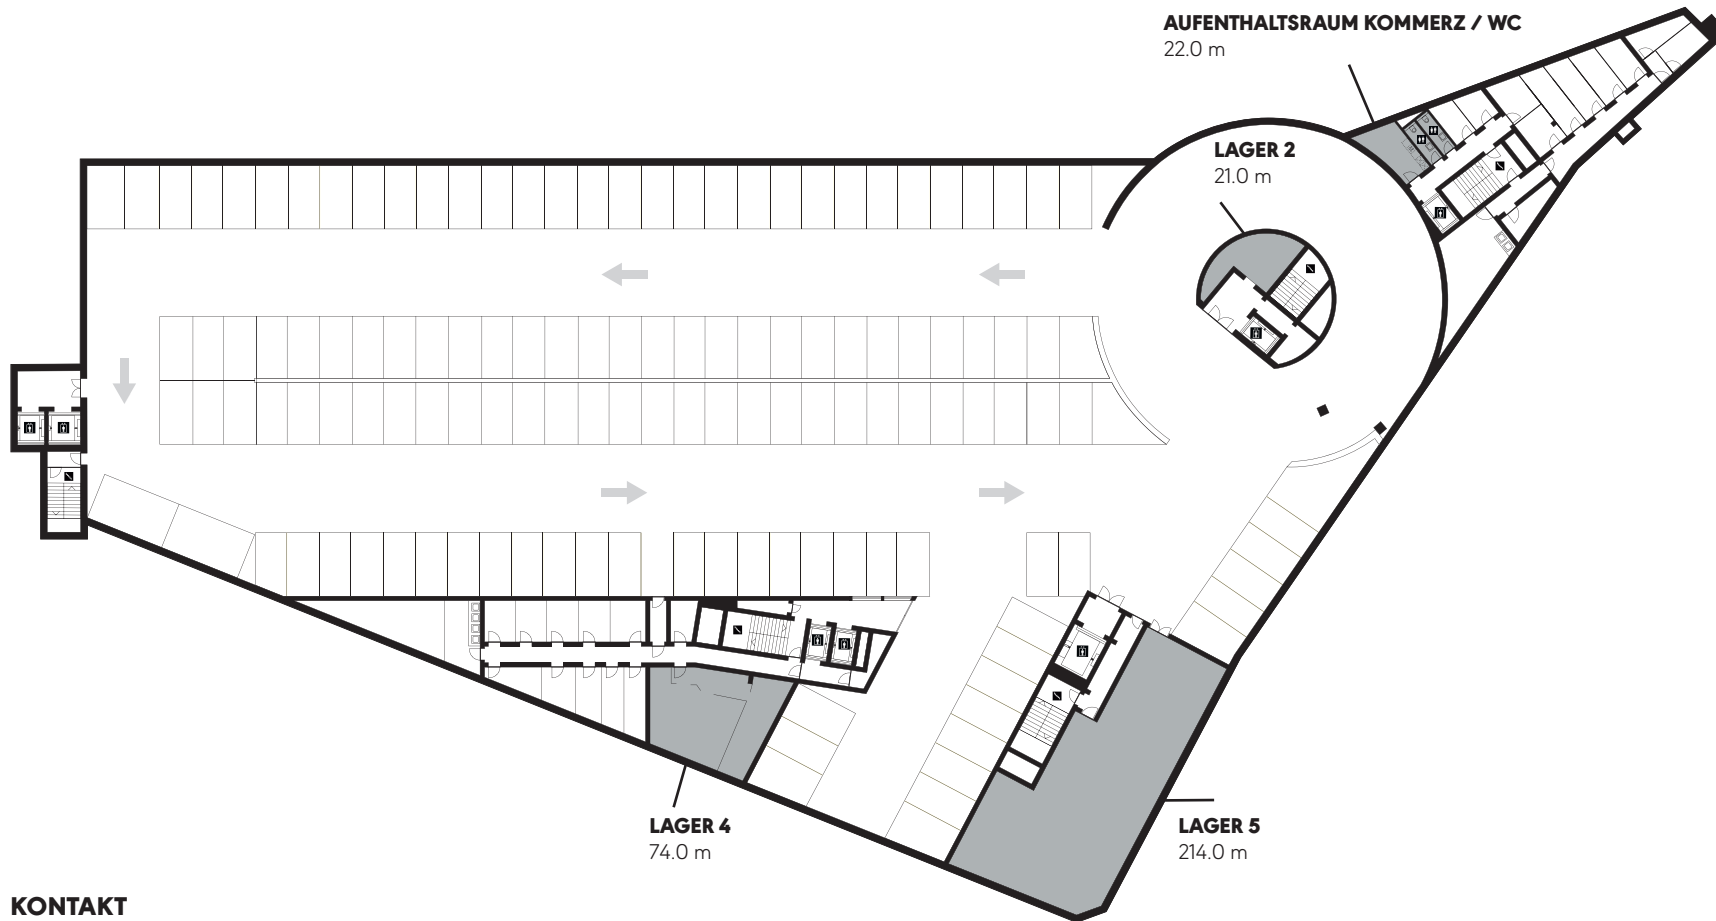 AUFENTHALTSRAUM KOMMERZ / WC
22.0 m
LAGER 2
21.0 m
LAGER 4
74.0 m
LAGER 5
214.0 m
KONTAKT